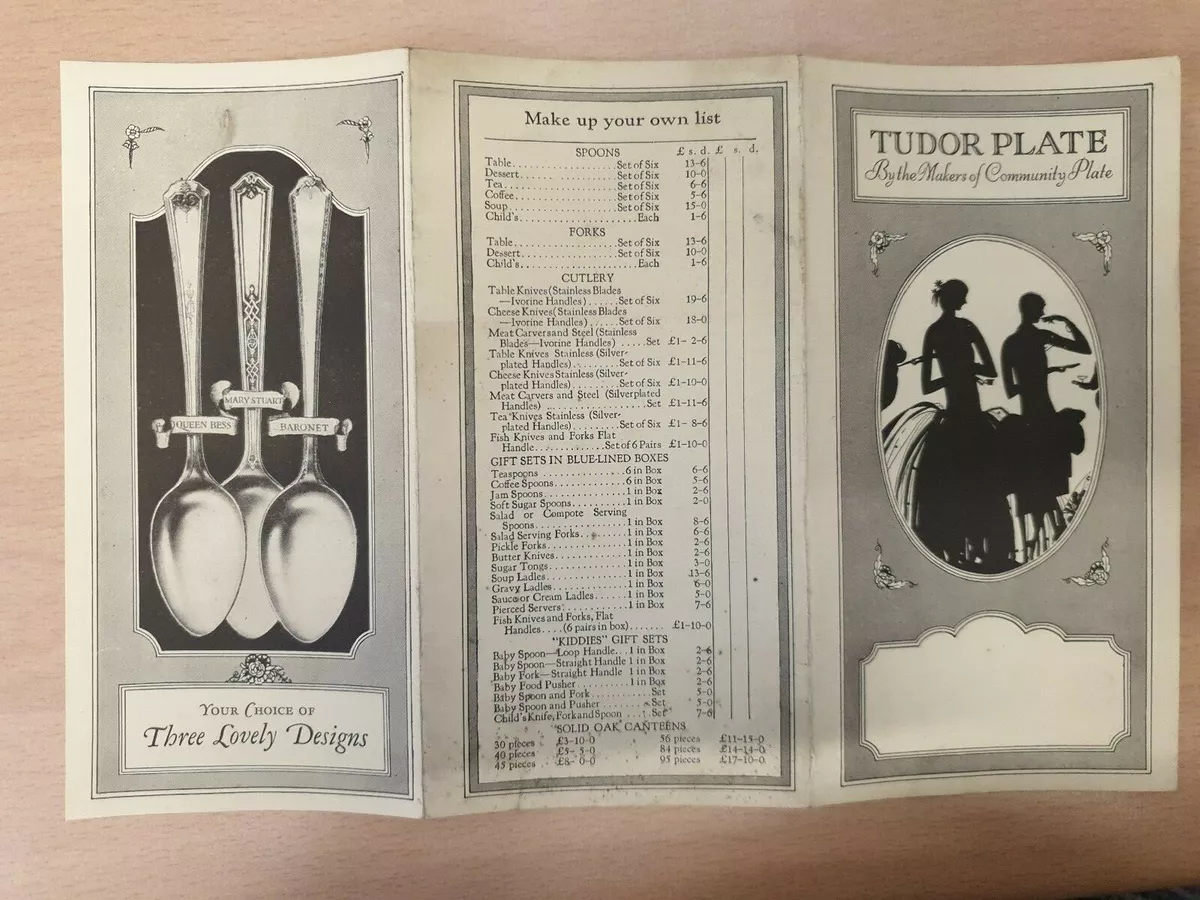 MARY STUART
QUEEN BESS
BARONET
YOUR CHOICE OF
Three Lovely Designs
Make up your own list
SPOONS £ s. d. £ s. d.
Table..............Set of Six 13-6
Dessert..............Set of Six 10-0
Tea..............Set of Six 6-6
Coffee..............Set of Six 5-6
Soup..............Set of Six 15-0
Child's..............Each 1-6
FORKS
Table..............Set of Six 13-6
Dessert..............Set of Six 10-0
Child's..............Each 1-6
CUTLERY
Table Knives (Stainless Blades
—Ivorine Handles)......Set of Six 19-6
Cheese Knives (Stainless Blades
—Ivorine Handles)......Set of Six 18-0
Meat Carvers and Steel (Stainless
Blades—Ivorine Handles).....Set £1- 2-6
Table Knives Stainless (Silver-
plated Handles)........Set of Six £1-11-6
Cheese Knives Stainless (Silver-
plated Handles)........Set of Six £1-10-0
Meat Carvers and Steel (Silverplated
Handles) ..............Set £1-11-6
Tea Knives Stainless (Silver-
plated Handles)........Set of Six £1- 8-6
Fish Knives and Forks Flat
Handle............Set of 6 Pairs £1-10-0
GIFT SETS IN BLUE-LINED BOXES
Teaspoons..............6 in Box 6-6
Coffee Spoons..............6 in Box 5-6
Jam Spoons..............1 in Box 2-6
Soft Sugar Spoons..............1 in Box 2-0
Salad or Compote Serving
Spoons..............1 in Box 8-6
Salad Serving Forks..............1 in Box 6-6
Pickle Forks..............1 in Box 2-6
Butter Knives..............1 in Box 2-6
Sugar Tongs..............1 in Box 3-0
Soup Ladles..............1 in Box 13-6
Gravy Ladles..............1 in Box 6-0
Sauce or Cream Ladles......1 in Box 5-0
Pierced Servers..............1 in Box 7-6
Fish Knives and Forks, Flat
Handles....(6 pairs in box)....... £1-10-0
"KIDDIES" GIFT SETS
Baby Spoon—Loop Handle...1 in Box 2-6
Baby Spoon—Straight Handle 1 in Box 2-6
Baby Fork—Straight Handle 1 in Box 2-6
Baby Food Pusher..............1 in Box 2-6
Baby Spoon and Fork..............Set 5-0
Baby Spoon and Pusher..............Set 5-0
Child's Knife, Fork and Spoon ....Set 7-6
SOLID OAK CANTEENS
30 pieces £3-10-0 56 pieces £11-15-0
40 pieces £5- 5-0 84 pieces £14-14-0
45 pieces £8- 0-0 95 pieces £17-10-0
TUDOR PLATE
By the Makers of Community Plate